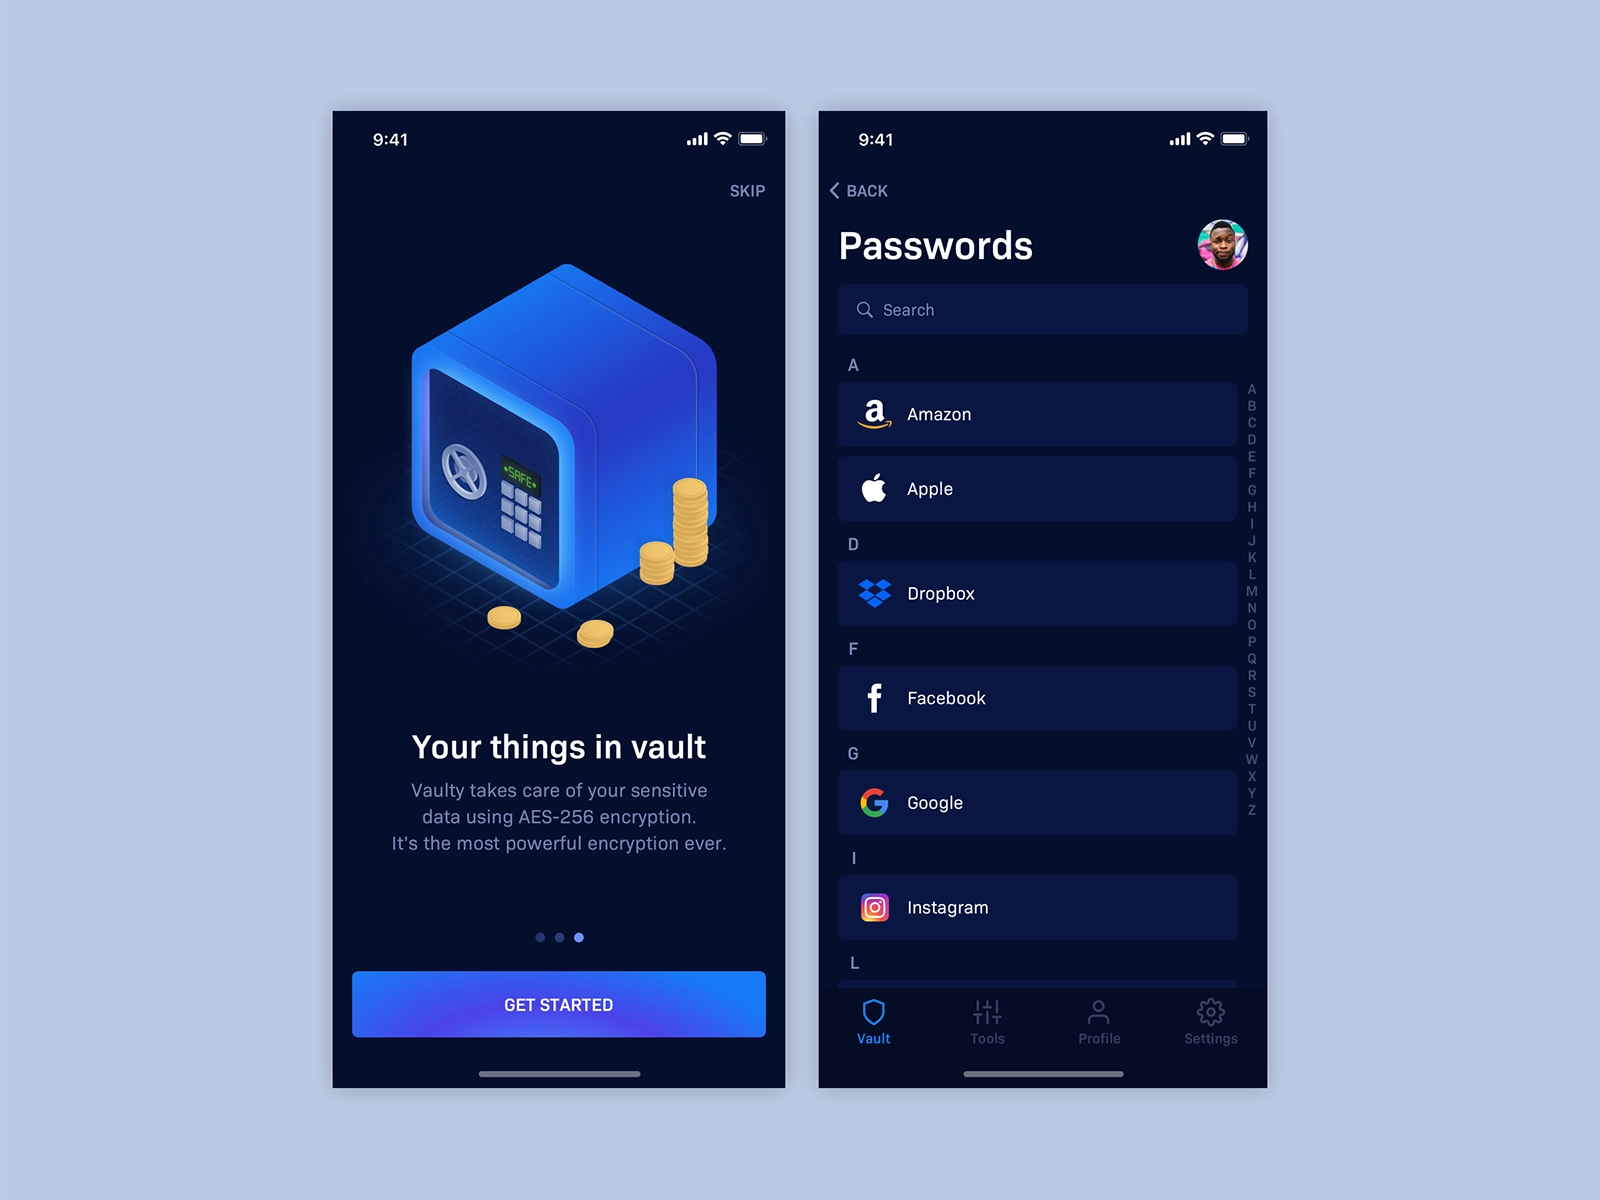 9:41
SKIP
SAFE
Your things in vault
Vaulty takes care of your sensitive
data using AES-256 encryption.
It's the most powerful encryption ever.
GET STARTED
9:41
BACK
Passwords
Search
A
Amazon
Apple
D
Dropbox
F
Facebook
G
Google
I
Instagram
L
A
B
C
D
E
F
G
H
I
J
K
L
M
N
O
P
Q
R
S
T
U
V
W
X
Y
Z
Vault
Tools
Profile
Settings